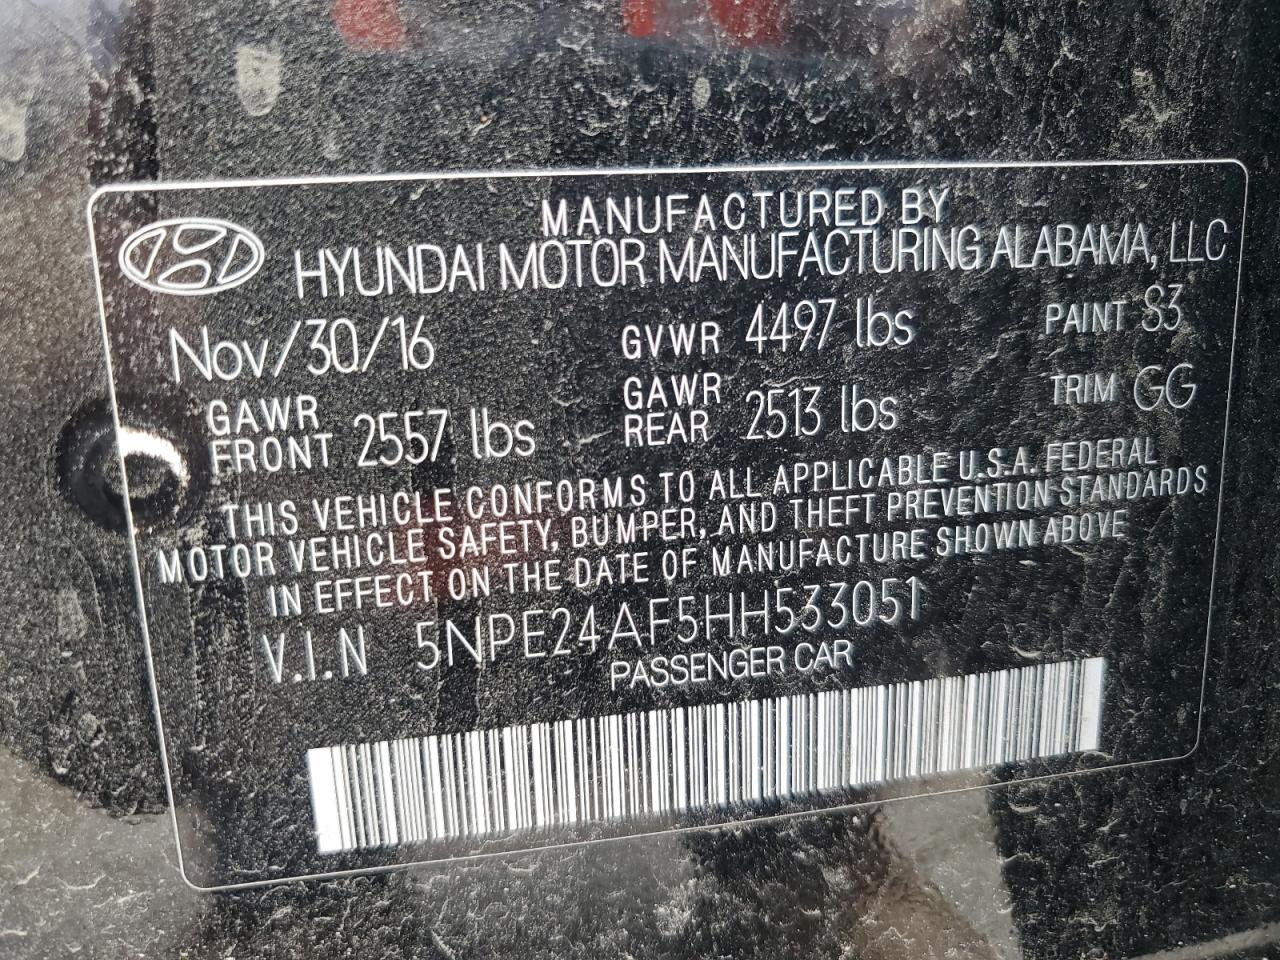 MANUFACTURED BY
HYUNDAI MOTOR MANUFACTURING ALABAMA, LLC
Nov/30/16 GVWR 4497 lbs PAINT S3
GAWR FRONT 2557 lbs GAWR REAR 2513 lbs TRIM GG
THIS VEHICLE CONFORMS TO ALL APPLICABLE U.S.A. FEDERAL
MOTOR VEHICLE SAFETY, BUMPER, AND THEFT PREVENTION STANDARDS
IN EFFECT ON THE DATE OF MANUFACTURE SHOWN ABOVE
V.I.N 5NPE24AF5HH533051
PASSENGER CAR